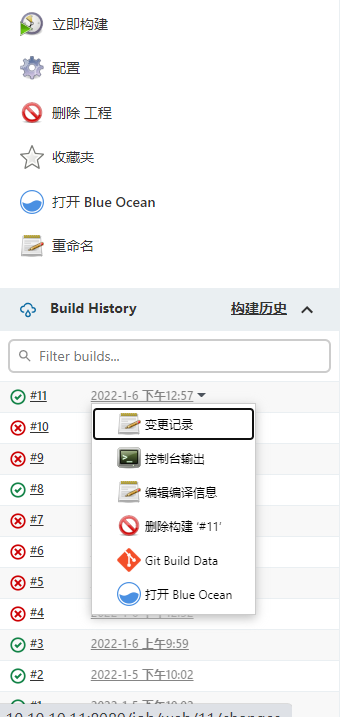 立即构建
配置
删除 工程
收藏夹
打开 Blue Ocean
重命名
Build History 构建历史
Filter builds...
#11 2022-1-6 下午12:57
变更记录
#10
控制台输出
#9
编辑编译信息
#8
删除构建 '#11'
#7
Git Build Data
#6
#5
打开 Blue Ocean
#4
#3 2022-1-6 上午9:59
#2 2022-1-5 下午10:02